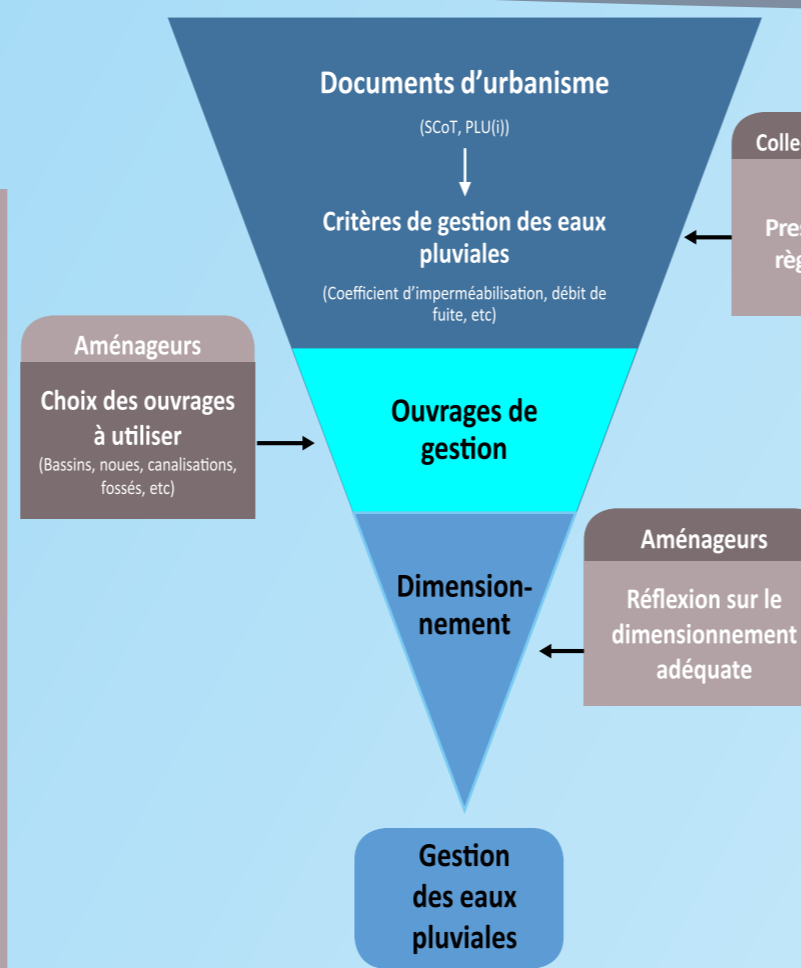 Documents d’urbanisme
(SCoT, PLU(i))
Critères de gestion des eaux
pluviales
(Coefficient d’imperméabilisation, débit de
fuite, etc)
Aménageurs
Choix des ouvrages
à utiliser
(Bassins, noues, canalisations,
fossés, etc)
Ouvrages de
gestion
Dimension-
nement
Aménageurs
Réflexion sur le
dimensionnement
adéquate
Gestion
des eaux
pluviales